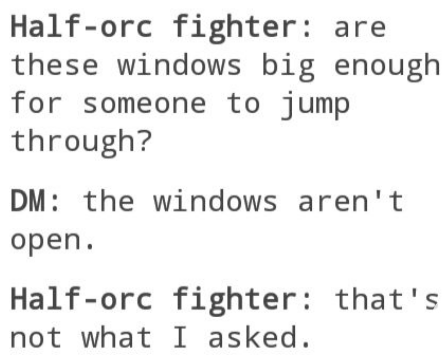 Half-orc fighter: are
these windows big enough
for someone to jump
through?
DM: the windows aren't
open.
Half-orc fighter: that's
not what I asked.